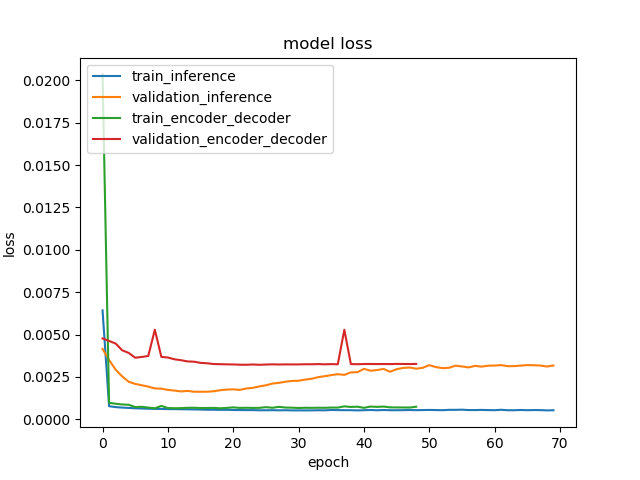 model loss
train_inference
validation_inference
train_encoder_decoder
validation_encoder_decoder
loss
0.0200
0.0175
0.0150
0.0125
0.0100
0.0075
0.0050
0.0025
0.0000
0 10 20 30 40 50 60 70
epoch